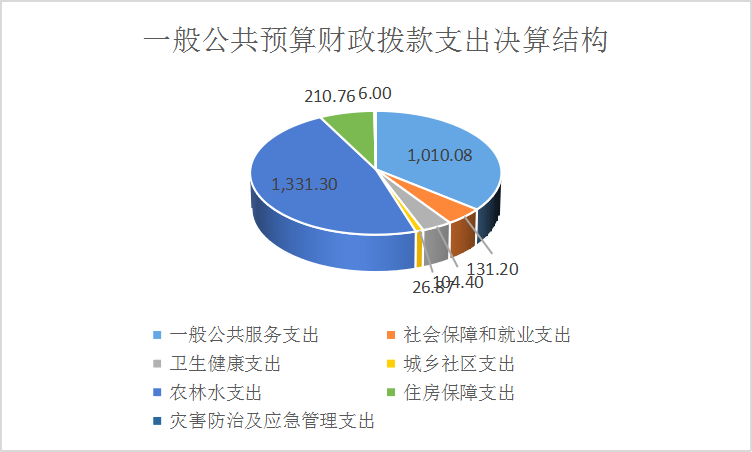 一般公共预算财政拨款支出决算结构
210.76 6.00
1,010.08
1,331.30
131.20
104.40
26.87
一般公共服务支出 社会保障和就业支出
卫生健康支出 城乡社区支出
农林水支出 住房保障支出
灾害防治及应急管理支出